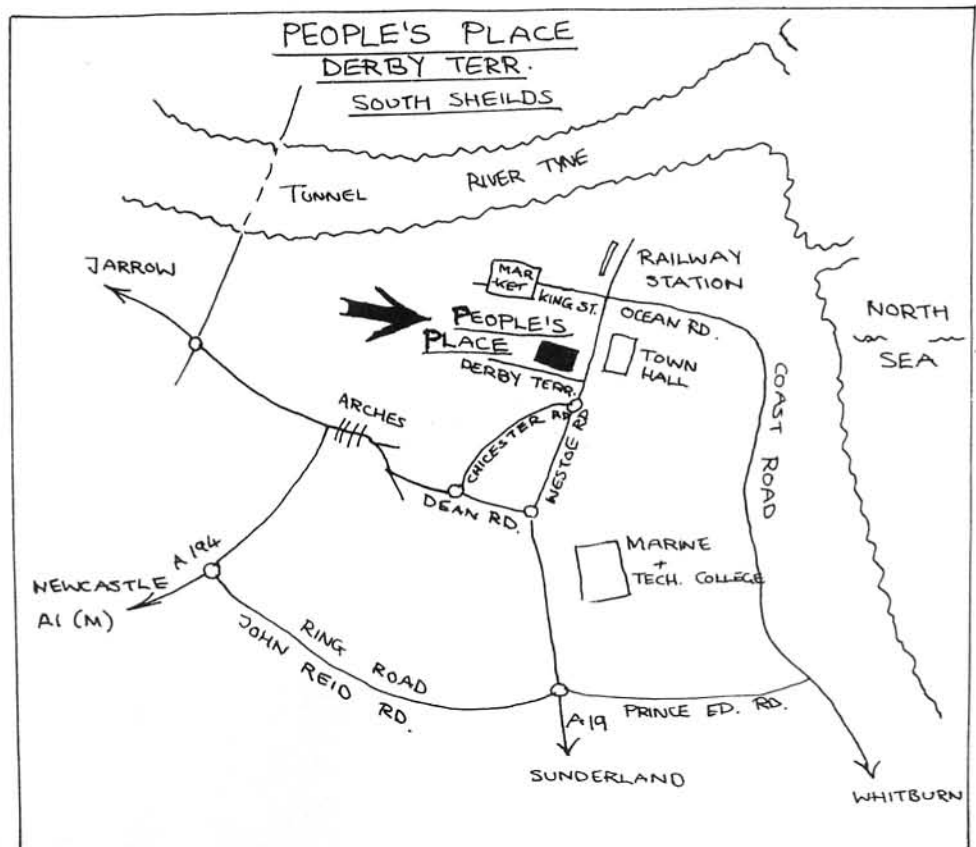 PEOPLE'S PLACE
DERBY TERR.
SOUTH SHEILDS
TUNNEL
RIVER TYNE
JARROW
MAR
KET
KING ST.
RAILWAY
STATION
OCEAN RD.
NORTH
SEA
PEOPLE'S
PLACE
DERBY TERR.
TOWN
HALL
COAST ROAD
ARCHES
CHICESTER RD
WESTOE RD
DEAN RD.
MARINE
+
TECH. COLLEGE
A194
NEWCASTLE
A1 (M)
RING ROAD
JOHN REID RD.
PRINCE ED. RD.
A19
SUNDERLAND
WHITBURN